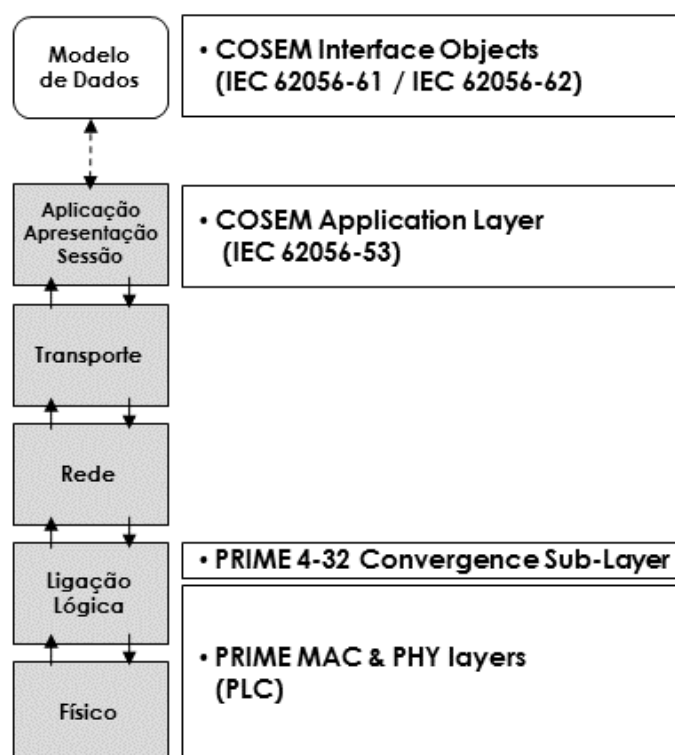 Modelo
de Dados
• COSEM Interface Objects
(IEC 62056-61 / IEC 62056-62)
Aplicação
Apresentação
Sessão
• COSEM Application Layer
(IEC 62056-53)
Transporte
Rede
Ligação
Lógica
• PRIME 4-32 Convergence Sub-Layer
• PRIME MAC & PHY layers
(PLC)
Físico